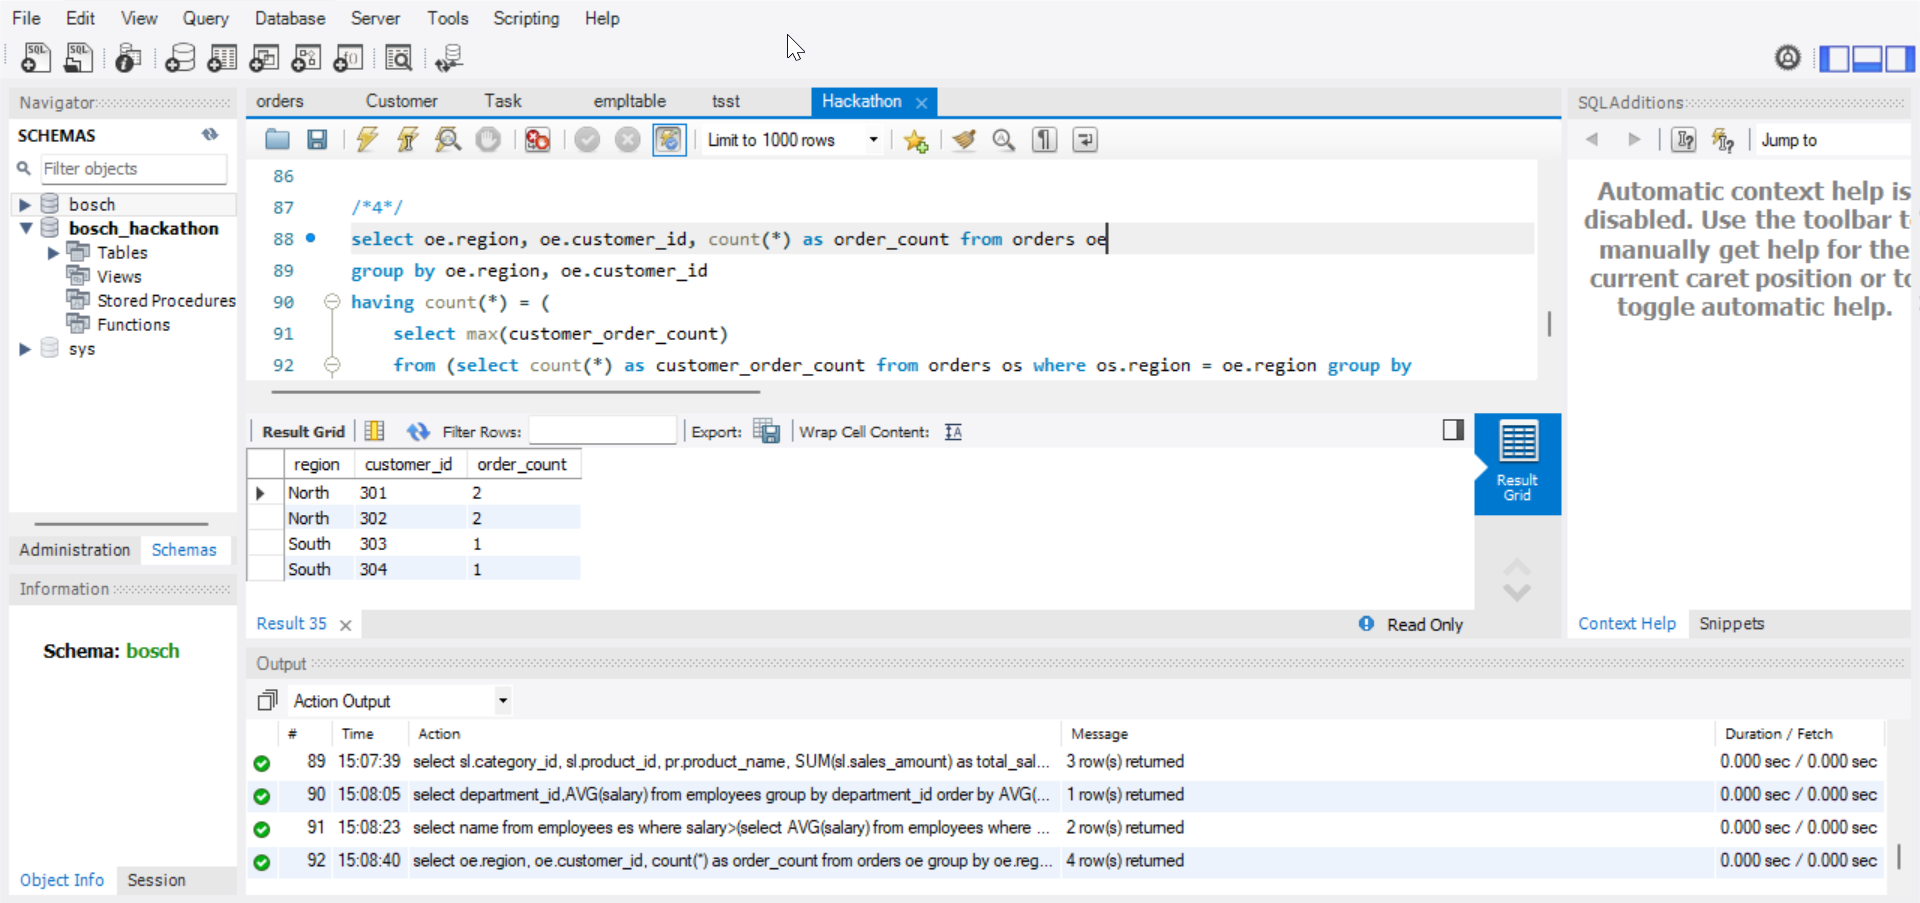 File Edit View Query Database Server Tools Scripting Help
SQL SQL
Navigator
SCHEMAS
Filter objects
bosch
bosch_hackathon
Tables
Views
Stored Procedures
Functions
sys
Administration Schemas
Information
Schema: bosch
Object Info Session
orders Customer Task empltable tsst Hackathon
Limit to 1000 rows
86
87 /*4*/
88 select oe.region, oe.customer_id, count(*) as order_count from orders oe
89 group by oe.region, oe.customer_id
90 having count(*) = (
91 select max(customer_order_count)
92 from (select count(*) as customer_order_count from orders os where os.region = oe.region group by
Result Grid Filter Rows: Export: Wrap Cell Content:
region customer_id order_count
North 301 2
North 302 2
South 303 1
South 304 1
Result Grid
Result 35 Read Only
SQLAdditions
Jump to
Automatic context help is
disabled. Use the toolbar t
manually get help for the
current caret position or to
toggle automatic help.
Context Help Snippets
Output
Action Output
# Time Action Message Duration / Fetch
89 15:07:39 select sl.category_id, sl.product_id, pr.product_name, SUM(sl.sales_amount) as total_sal... 3 row(s) returned 0.000 sec / 0.000 sec
90 15:08:05 select department_id,AVG(salary) from employees group by department_id order by AVG(... 1 row(s) returned 0.000 sec / 0.000 sec
91 15:08:23 select name from employees es where salary>(select AVG(salary) from employees where ... 2 row(s) returned 0.000 sec / 0.000 sec
92 15:08:40 select oe.region, oe.customer_id, count(*) as order_count from orders oe group by oe.reg... 4 row(s) returned 0.000 sec / 0.000 sec